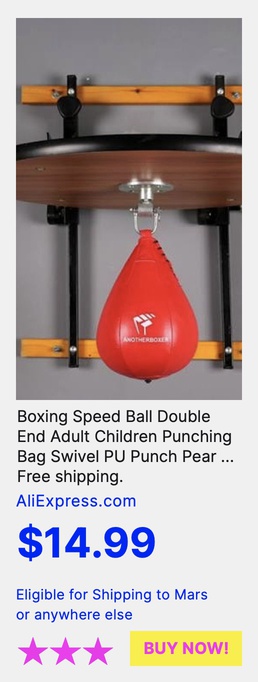 ANOTHERBOXER
Boxing Speed Ball Double
End Adult Children Punching
Bag Swivel PU Punch Pear ...
Free shipping.
AliExpress.com
$14.99
Eligible for Shipping to Mars
or anywhere else
BUY NOW!